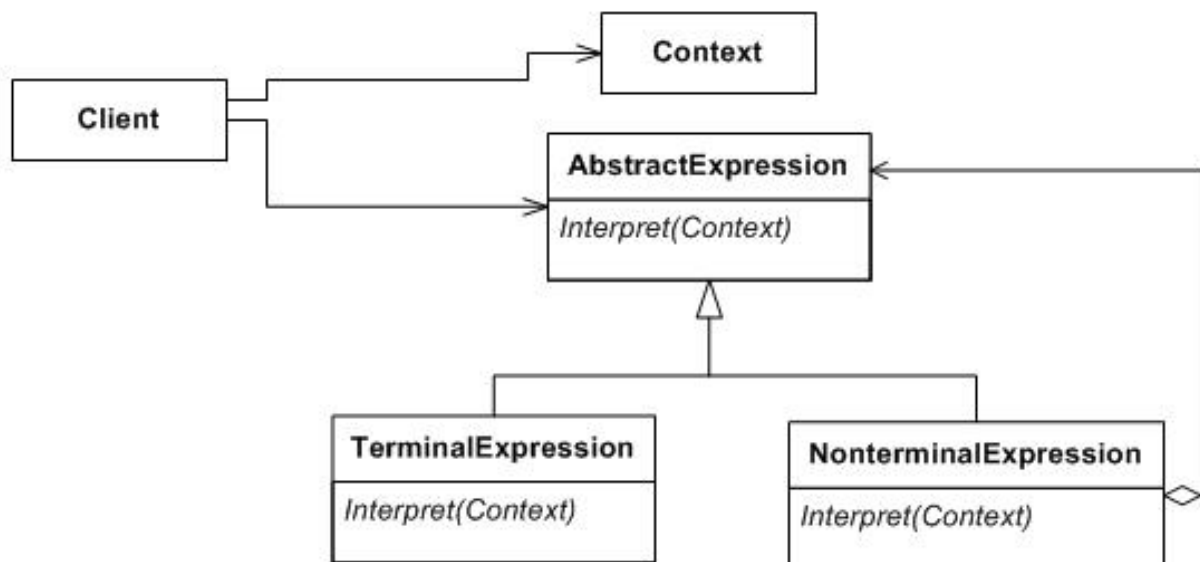 Context
Client
AbstractExpression
Interpret(Context)
TerminalExpression
NonterminalExpression
Interpret(Context)
Interpret(Context)